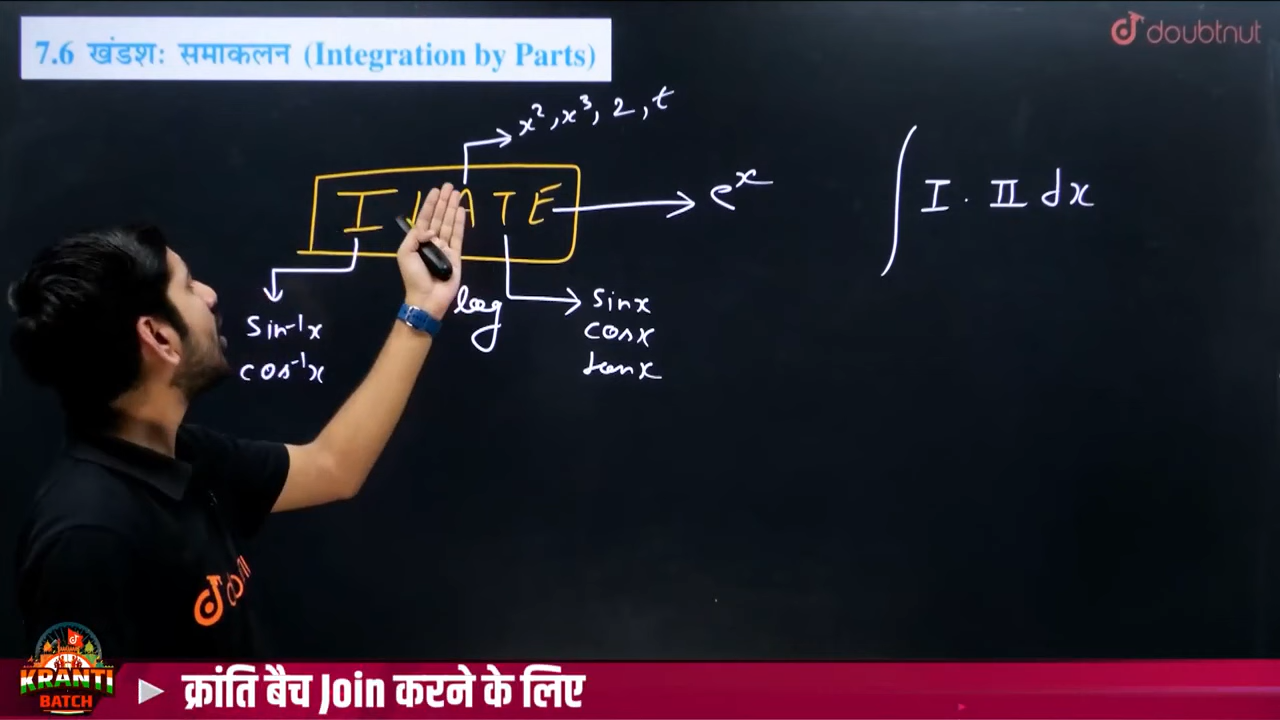 7.6 खंडशः समाकलन (Integration by Parts)
doubtnut
x², x³, 2, t
I L A T E
eˣ
∫ I . II dx
log
sin⁻¹x
cos⁻¹x
sinx
cosx
tanx
KRANTI
BATCH
क्रांति बैच Join करने के लिए